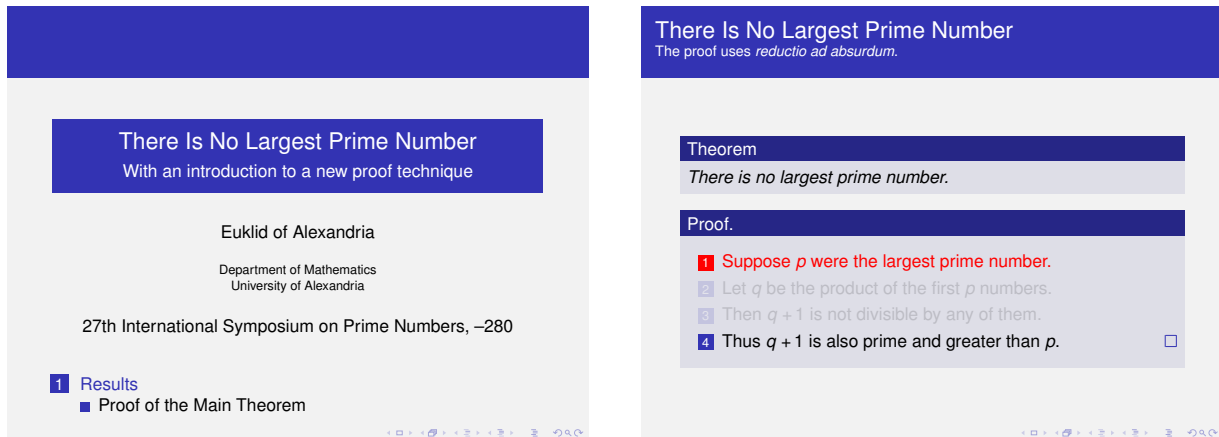 There Is No Largest Prime Number
With an introduction to a new proof technique
Euklid of Alexandria
Department of Mathematics
University of Alexandria
27th International Symposium on Prime Numbers, –280
1 Results
Proof of the Main Theorem
There Is No Largest Prime Number
The proof uses reductio ad absurdum.
Theorem
There is no largest prime number.
Proof.
1 Suppose p were the largest prime number.
2 Let q be the product of the first p numbers.
3 Then q + 1 is not divisible by any of them.
4 Thus q + 1 is also prime and greater than p.